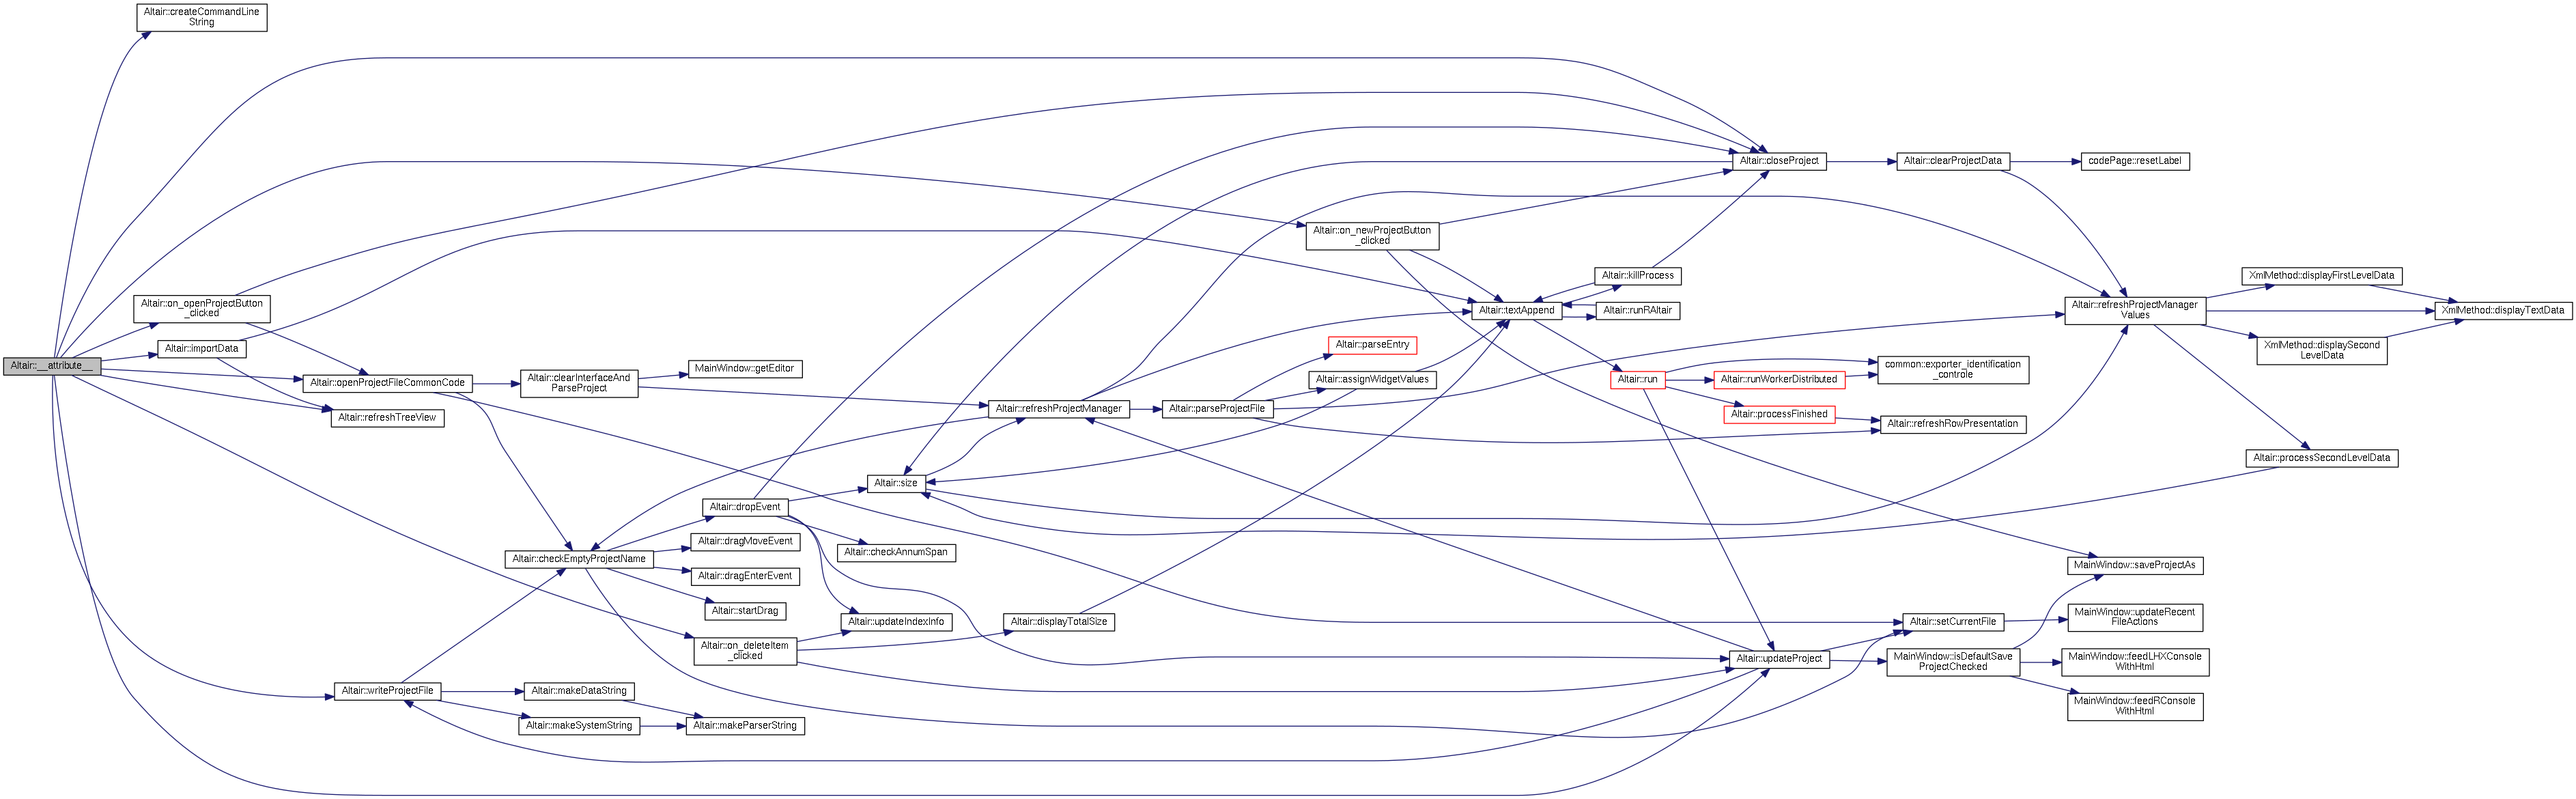 Altair::__attribute__
Altair::createCommandLine
String
Altair::on_openProjectButton
_clicked
Altair::importData
Altair::openProjectFileCommonCode
Altair::refreshTreeView
Altair::writeProjectFile
Altair::clearInterfaceAnd
ParseProject
Altair::checkEmptyProjectName
Altair::makeDataString
Altair::makeSystemString
MainWindow::getEditor
Altair::dropEvent
Altair::dragMoveEvent
Altair::dragEnterEvent
Altair::startDrag
Altair::on_deleteItem
_clicked
Altair::makeParserString
Altair::size
Altair::checkAnnumSpan
Altair::updateIndexInfo
Altair::refreshProjectManager
Altair::displayTotalSize
Altair::parseProjectFile
Altair::on_newProjectButton
_clicked
Altair::parseEntry
Altair::assignWidgetValues
Altair::textAppend
Altair::killProcess
Altair::runRAltair
Altair::run
Altair::closeProject
Altair::runWorkerDistributed
Altair::processFinished
Altair::updateProject
Altair::clearProjectData
common::exporter_identification
_controle
Altair::refreshRowPresentation
Altair::setCurrentFile
MainWindow::isDefaultSave
ProjectChecked
codePage::resetLabel
Altair::refreshProjectManager
Values
MainWindow::saveProjectAs
MainWindow::updateRecent
FileActions
MainWindow::feedLHXConsole
WithHtml
MainWindow::feedRConsole
WithHtml
XmlMethod::displayFirstLevelData
XmlMethod::displaySecond
LevelData
Altair::processSecondLevelData
XmlMethod::displayTextData